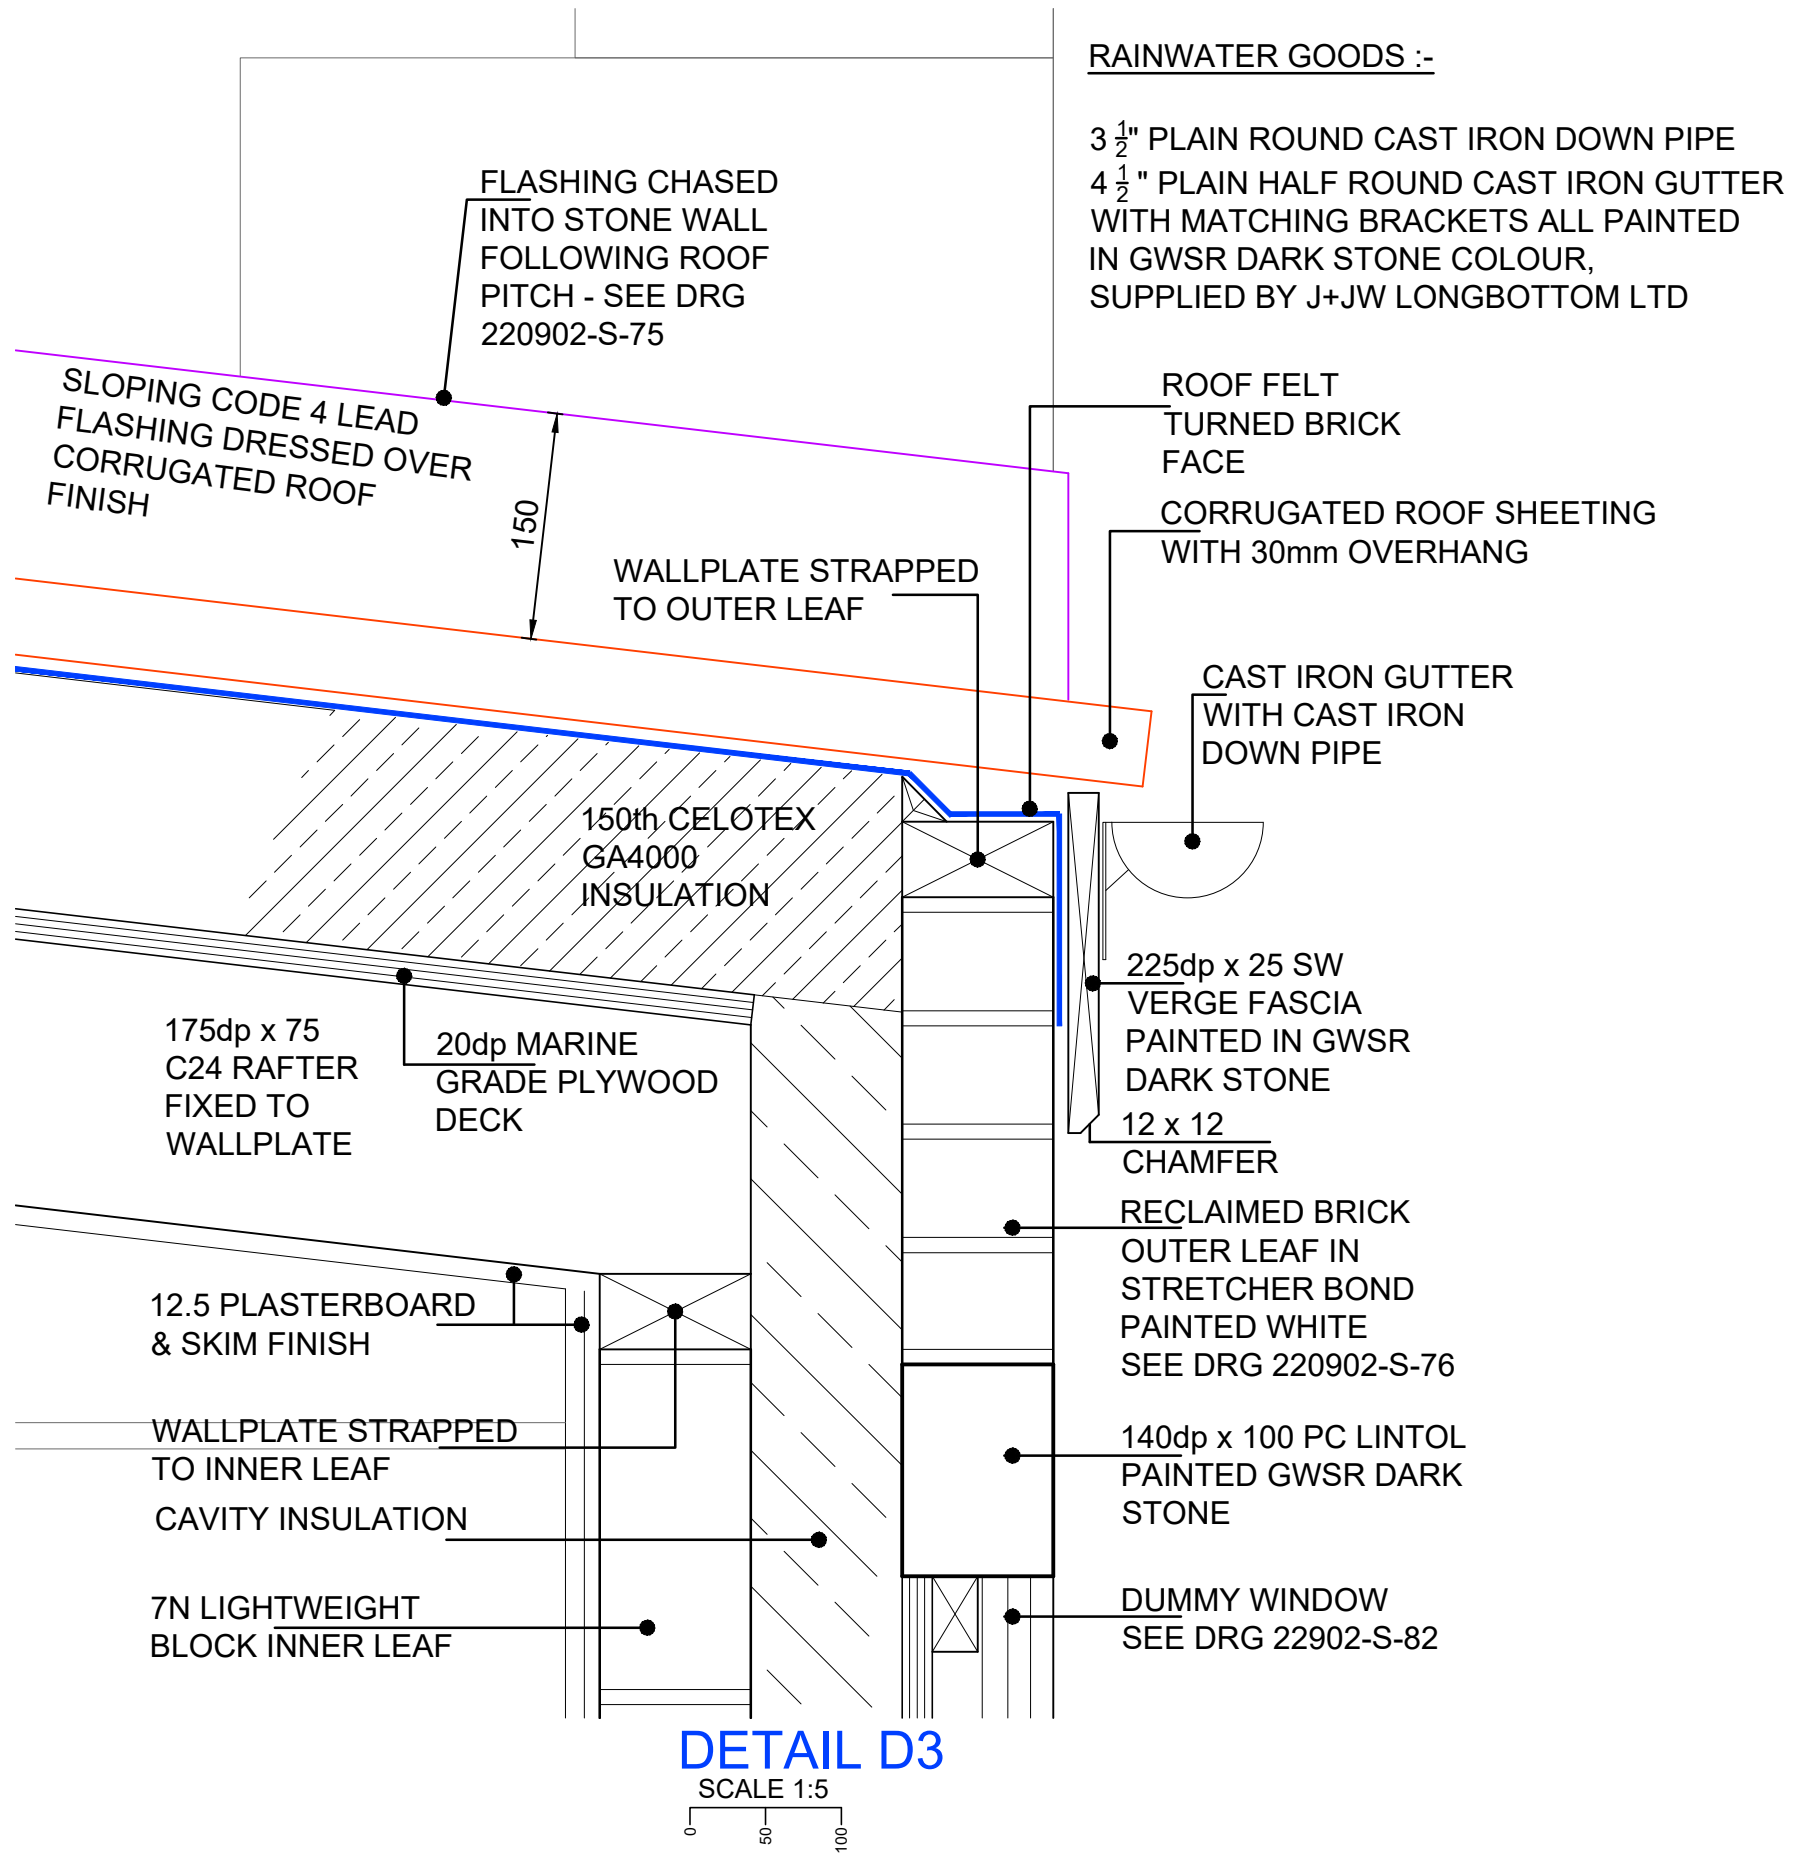 RAINWATER GOODS :-
3 1/2" PLAIN ROUND CAST IRON DOWN PIPE
4 1/2 " PLAIN HALF ROUND CAST IRON GUTTER
WITH MATCHING BRACKETS ALL PAINTED
IN GWSR DARK STONE COLOUR,
SUPPLIED BY J+JW LONGBOTTOM LTD
FLASHING CHASED
INTO STONE WALL
FOLLOWING ROOF
PITCH - SEE DRG
220902-S-75
SLOPING CODE 4 LEAD
FLASHING DRESSED OVER
CORRUGATED ROOF
FINISH
150
ROOF FELT
TURNED BRICK
FACE
CORRUGATED ROOF SHEETING
WITH 30mm OVERHANG
WALLPLATE STRAPPED
TO OUTER LEAF
CAST IRON GUTTER
WITH CAST IRON
DOWN PIPE
150th CELOTEX
GA4000
INSULATION
225dp x 25 SW
VERGE FASCIA
PAINTED IN GWSR
DARK STONE
175dp x 75
C24 RAFTER
FIXED TO
WALLPLATE
20dp MARINE
GRADE PLYWOOD
DECK
12 x 12
CHAMFER
RECLAIMED BRICK
OUTER LEAF IN
STRETCHER BOND
PAINTED WHITE
SEE DRG 220902-S-76
12.5 PLASTERBOARD
& SKIM FINISH
WALLPLATE STRAPPED
TO INNER LEAF
CAVITY INSULATION
140dp x 100 PC LINTOL
PAINTED GWSR DARK
STONE
7N LIGHTWEIGHT
BLOCK INNER LEAF
DUMMY WINDOW
SEE DRG 22902-S-82
DETAIL D3
SCALE 1:5
0
50
100